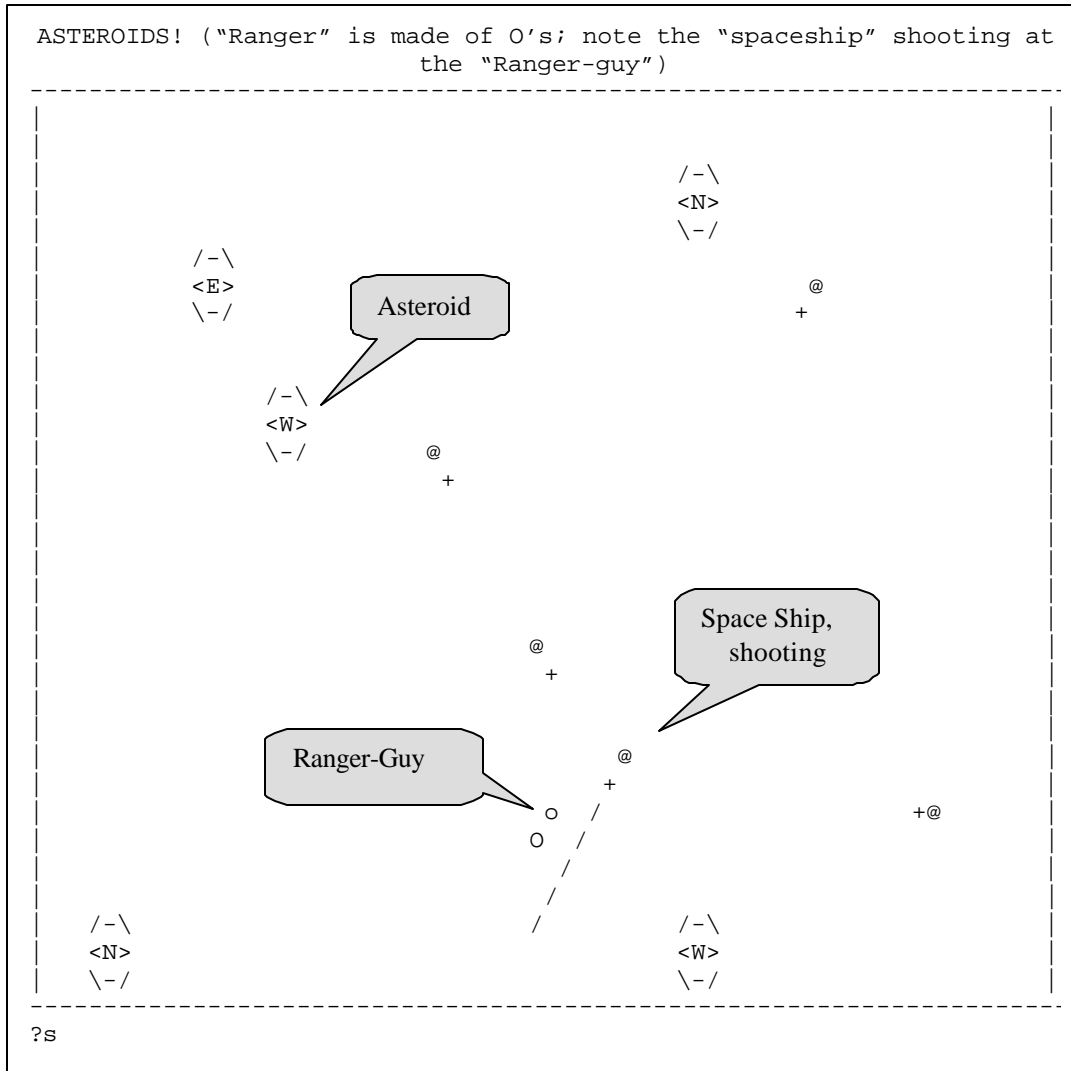 ASTEROIDS! (“Ranger” is made of O’s; note the “spaceship” shooting at
the “Ranger-guy”)
/-\
<N>
\-/
/-\
<E>
\-/
@
+
Asteroid
/-\
<W>
\-/
@
+
Space Ship,
shooting
@
+
Ranger-Guy
@
+
o / +@
O /
/
/
/-\ / /-\
<N> <W>
\-/ \-/
?s